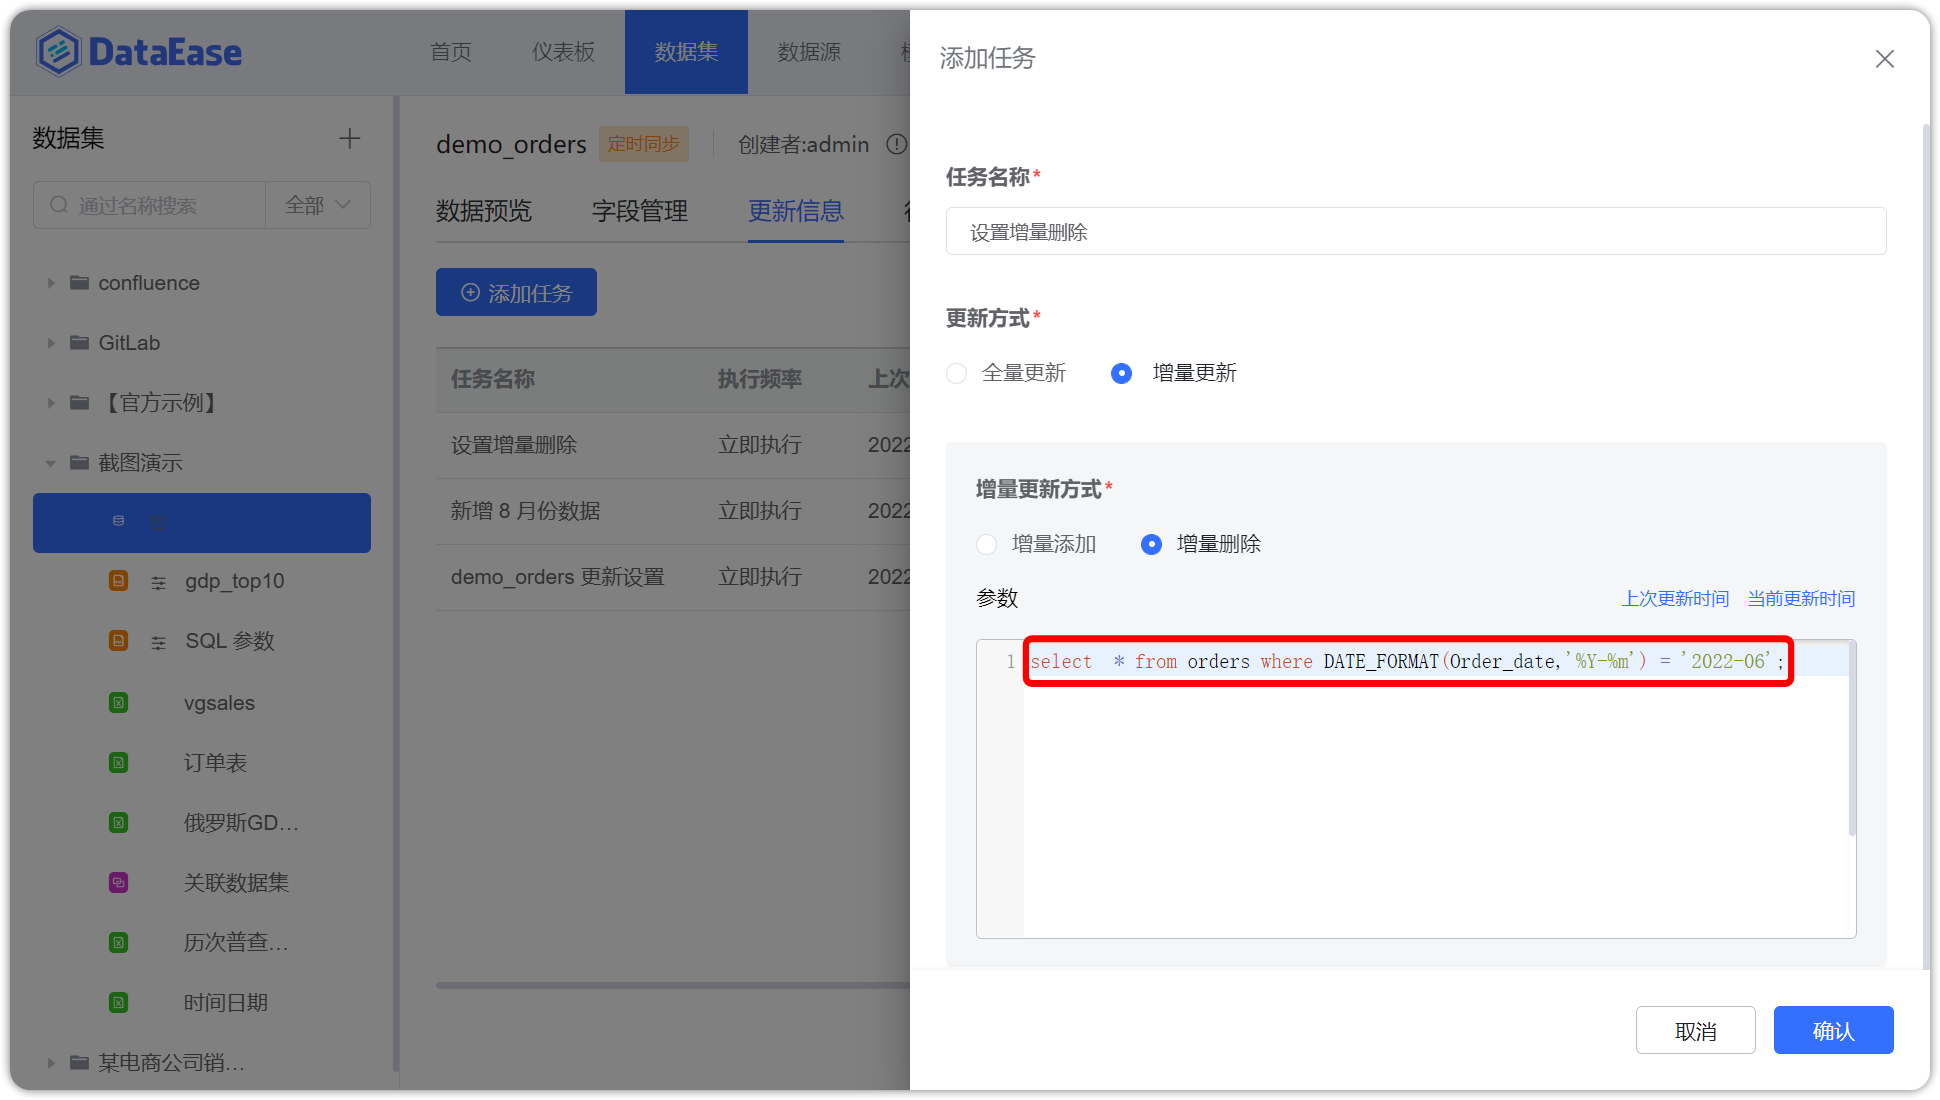 DataEase
首页
仪表板
数据集
数据源
数据集
通过名称搜索
全部
confluence
GitLab
【官方示例】
截图演示
gdp_top10
SQL 参数
vgsales
订单表
俄罗斯GD...
关联数据集
历次普查...
时间日期
某电商公司销...
demo_orders
定时同步
创建者:admin
数据预览
字段管理
更新信息
添加任务
任务名称 执行频率 上次
设置增量删除 立即执行 2022
新增 8 月份数据 立即执行 2022
demo_orders 更新设置 立即执行 2022
添加任务
任务名称*
设置增量删除
更新方式*
全量更新 增量更新
增量更新方式*
增量添加 增量删除
参数
上次更新时间 当前更新时间
1 select * from orders where DATE_FORMAT(Order_date,'%Y-%m') = '2022-06';
取消
确认